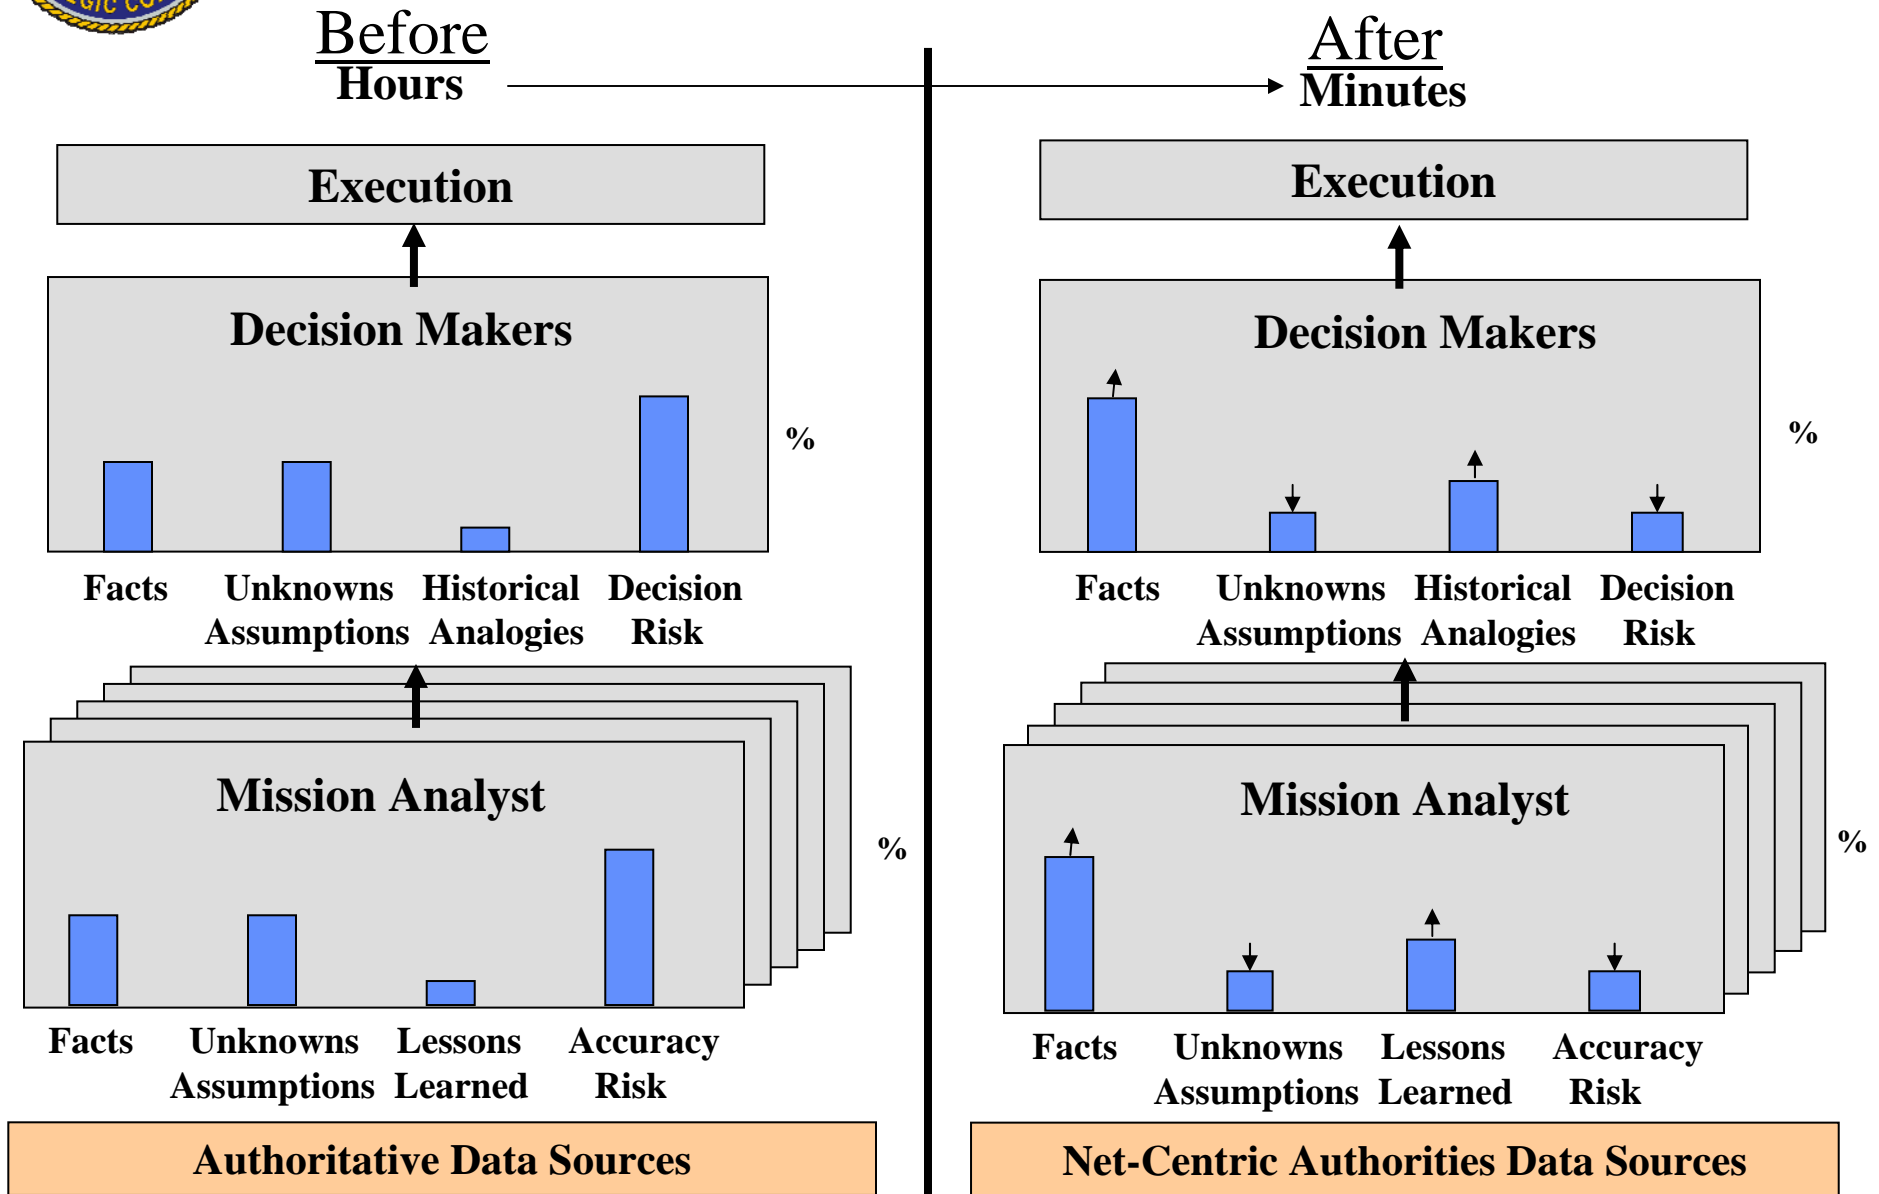 Before
Hours
Execution
Decision Makers
%
Facts Unknowns Historical Decision
Assumptions Analogies Risk
Mission Analyst
%
Facts Unknowns Lessons Accuracy
Assumptions Learned Risk
Authoritative Data Sources
After
Minutes
Execution
Decision Makers
%
Facts Unknowns Historical Decision
Assumptions Analogies Risk
Mission Analyst
%
Facts Unknowns Lessons Accuracy
Assumptions Learned Risk
Net-Centric Authorities Data Sources